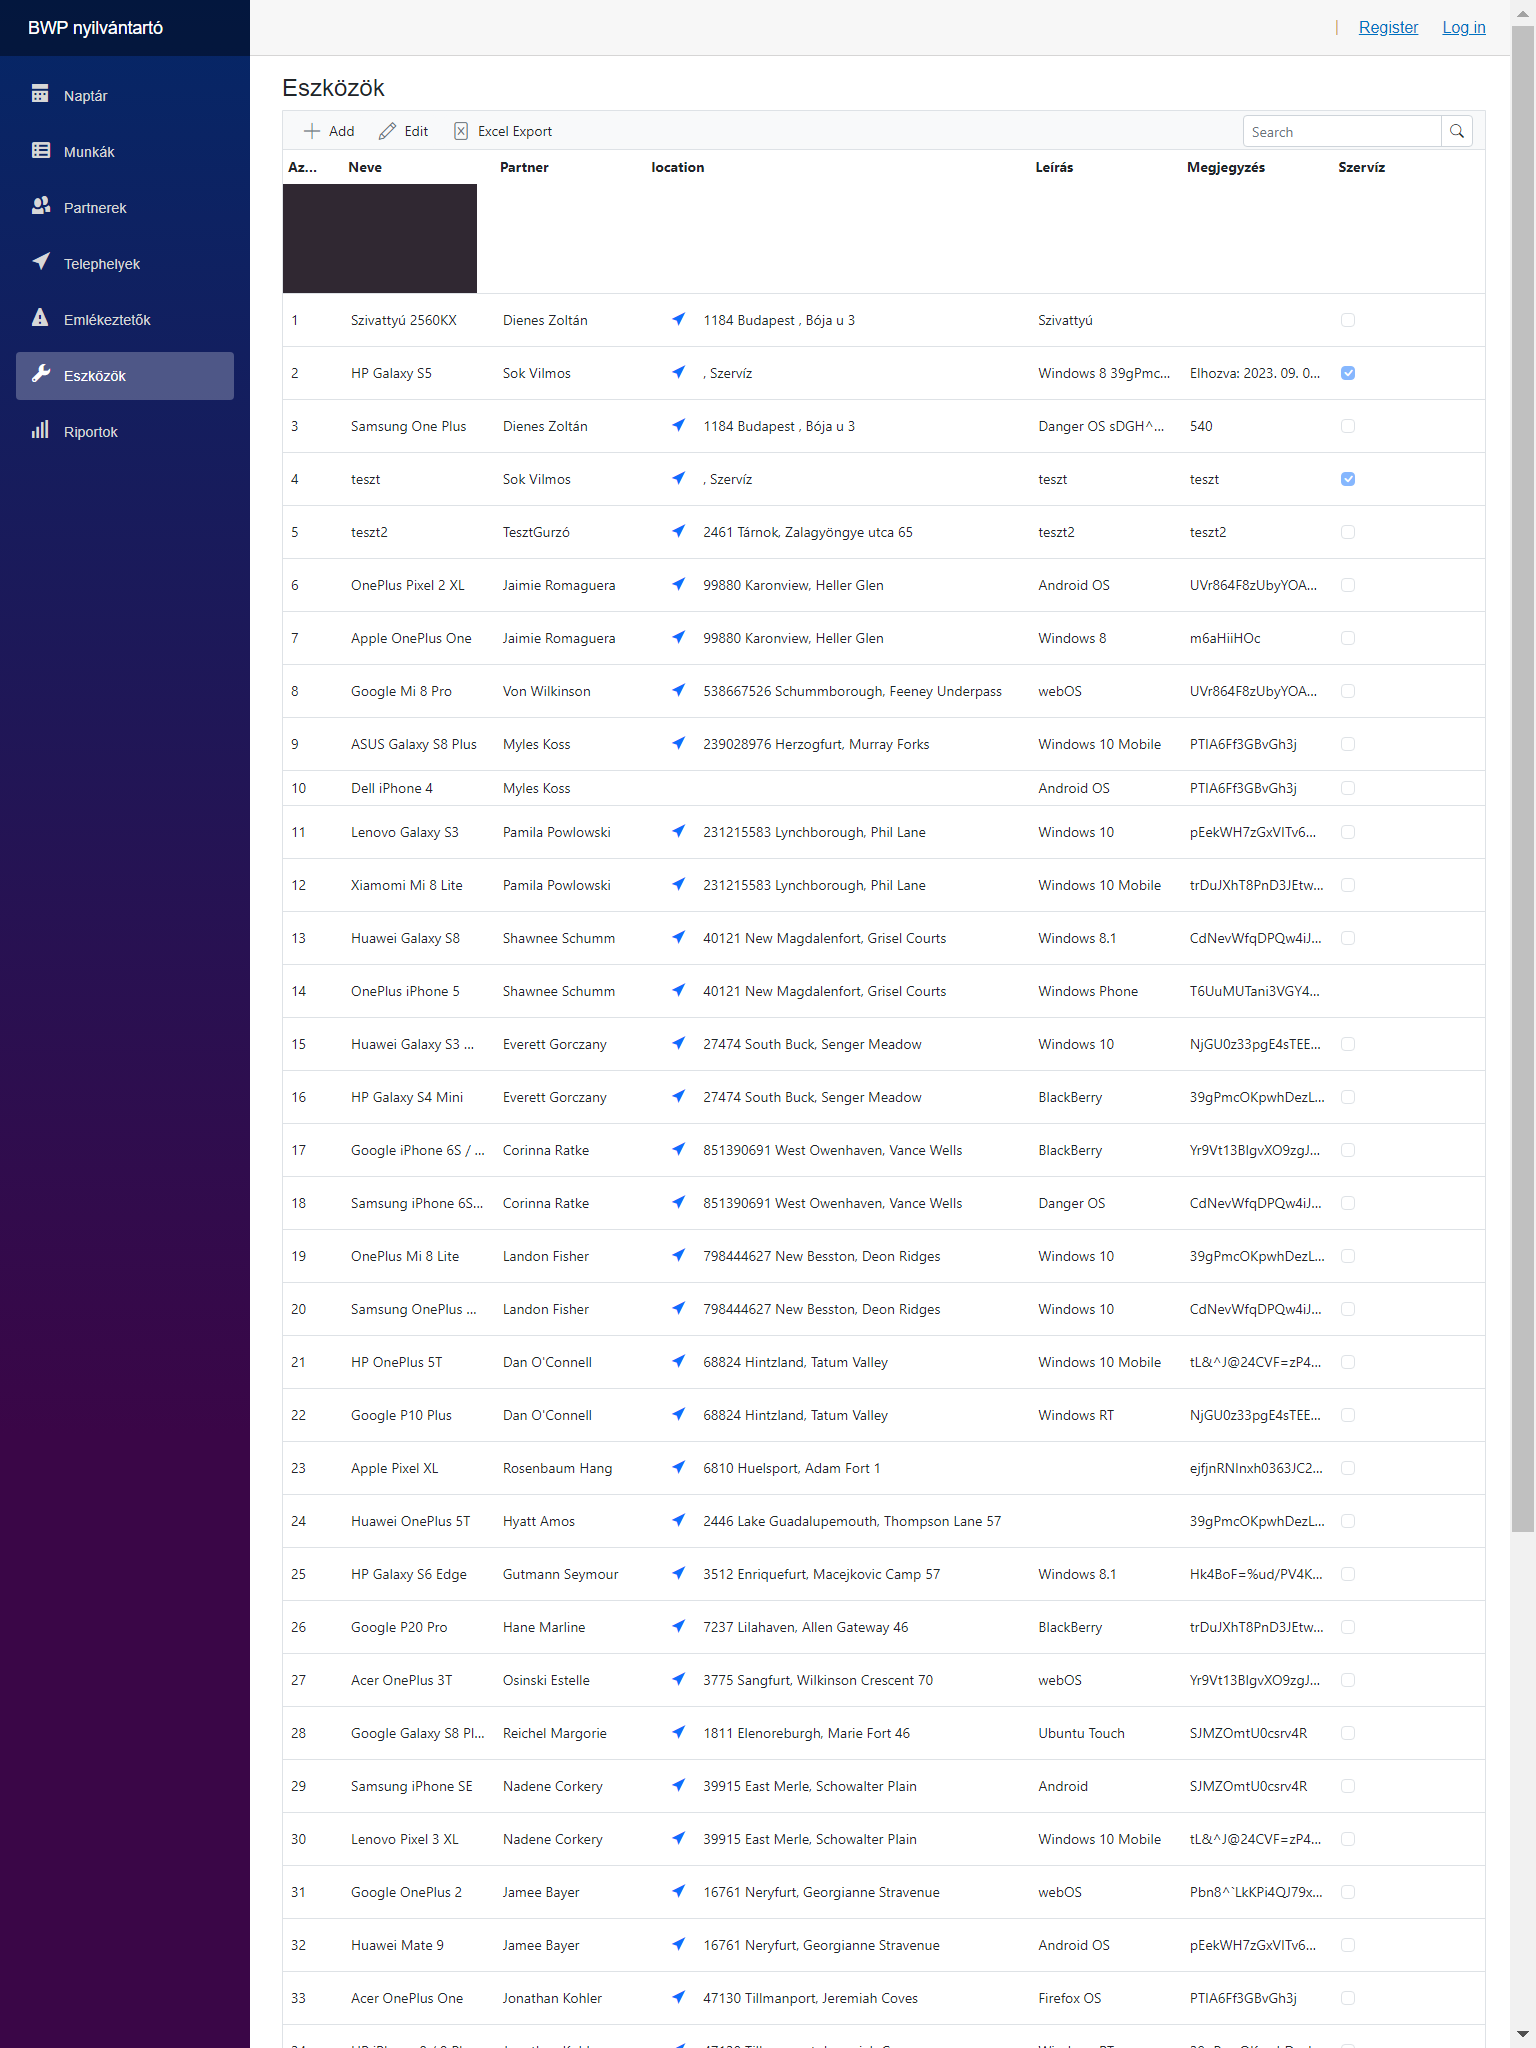 BWP nyilvántartó
| Register Log in
Naptár
Munkák
Partnerek
Telephelyek
Emlékeztetők
Eszközök
Riportok
Eszközök
Add Edit Excel Export Search
Az... Neve Partner location Leírás Megjegyzés Szervíz
1 Szivattyú 2560KX Dienes Zoltán 1184 Budapest , Bója u 3 Szivattyú
2 HP Galaxy S5 Sok Vilmos , Szervíz Windows 8 39gPmc... Elhozva: 2023. 09. 0...
3 Samsung One Plus Dienes Zoltán 1184 Budapest , Bója u 3 Danger OS sDGH^... 540
4 teszt Sok Vilmos , Szervíz teszt teszt
5 teszt2 TesztGurzó 2461 Tárnok, Zalagyöngye utca 65 teszt2 teszt2
6 OnePlus Pixel 2 XL Jaimie Romaguera 99880 Karonview, Heller Glen Android OS UVr864F8zUbyYOA...
7 Apple OnePlus One Jaimie Romaguera 99880 Karonview, Heller Glen Windows 8 m6aHiiHOc
8 Google Mi 8 Pro Von Wilkinson 538667526 Schummborough, Feeney Underpass webOS UVr864F8zUbyYOA...
9 ASUS Galaxy S8 Plus Myles Koss 239028976 Herzogfurt, Murray Forks Windows 10 Mobile PTIA6Ff3GBvGh3j
10 Dell iPhone 4 Myles Koss Android OS PTIA6Ff3GBvGh3j
11 Lenovo Galaxy S3 Pamila Powlowski 231215583 Lynchborough, Phil Lane Windows 10 pEekWH7zGxVITv6...
12 Xiamomi Mi 8 Lite Pamila Powlowski 231215583 Lynchborough, Phil Lane Windows 10 Mobile trDuJXhT8PnD3JEtw...
13 Huawei Galaxy S8 Shawnee Schumm 40121 New Magdalenfort, Grisel Courts Windows 8.1 CdNevWfqDPQw4iJ...
14 OnePlus iPhone 5 Shawnee Schumm 40121 New Magdalenfort, Grisel Courts Windows Phone T6UuMUTani3VGY4...
15 Huawei Galaxy S3 ... Everett Gorczany 27474 South Buck, Senger Meadow Windows 10 NjGU0z33pgE4sTEE...
16 HP Galaxy S4 Mini Everett Gorczany 27474 South Buck, Senger Meadow BlackBerry 39gPmcOKpwhDezL...
17 Google iPhone 6S / ... Corinna Ratke 851390691 West Owenhaven, Vance Wells BlackBerry Yr9Vt13BIgvXO9zgJ...
18 Samsung iPhone 6S... Corinna Ratke 851390691 West Owenhaven, Vance Wells Danger OS CdNevWfqDPQw4iJ...
19 OnePlus Mi 8 Lite Landon Fisher 798444627 New Besston, Deon Ridges Windows 10 39gPmcOKpwhDezL...
20 Samsung OnePlus ... Landon Fisher 798444627 New Besston, Deon Ridges Windows 10 CdNevWfqDPQw4iJ...
21 HP OnePlus 5T Dan O'Connell 68824 Hintzland, Tatum Valley Windows 10 Mobile tL&^J@24CVF=zP4...
22 Google P10 Plus Dan O'Connell 68824 Hintzland, Tatum Valley Windows RT NjGU0z33pgE4sTEE...
23 Apple Pixel XL Rosenbaum Hang 6810 Huelsport, Adam Fort 1 ejfjnRNInxh0363JC2...
24 Huawei OnePlus 5T Hyatt Amos 2446 Lake Guadalupemouth, Thompson Lane 57 39gPmcOKpwhDezL...
25 HP Galaxy S6 Edge Gutmann Seymour 3512 Enriquefurt, Macejkovic Camp 57 Windows 8.1 Hk4BoF=%ud/PV4K...
26 Google P20 Pro Hane Marline 7237 Lilahaven, Allen Gateway 46 BlackBerry trDuJXhT8PnD3JEtw...
27 Acer OnePlus 3T Osinski Estelle 3775 Sangfurt, Wilkinson Crescent 70 webOS Yr9Vt13BIgvXO9zgJ...
28 Google Galaxy S8 Pl... Reichel Margorie 1811 Elenoreburgh, Marie Fort 46 Ubuntu Touch SJMZOmtU0csrv4R
29 Samsung iPhone SE Nadene Corkery 39915 East Merle, Schowalter Plain Android SJMZOmtU0csrv4R
30 Lenovo Pixel 3 XL Nadene Corkery 39915 East Merle, Schowalter Plain Windows 10 Mobile tL&^J@24CVF=zP4...
31 Google OnePlus 2 Jamee Bayer 16761 Neryfurt, Georgianne Stravenue webOS Pbn8^`LkKPi4QJ79x...
32 Huawei Mate 9 Jamee Bayer 16761 Neryfurt, Georgianne Stravenue Android OS pEekWH7zGxVITv6...
33 Acer OnePlus One Jonathan Kohler 47130 Tillmanport, Jeremiah Coves Firefox OS PTIA6Ff3GBvGh3j